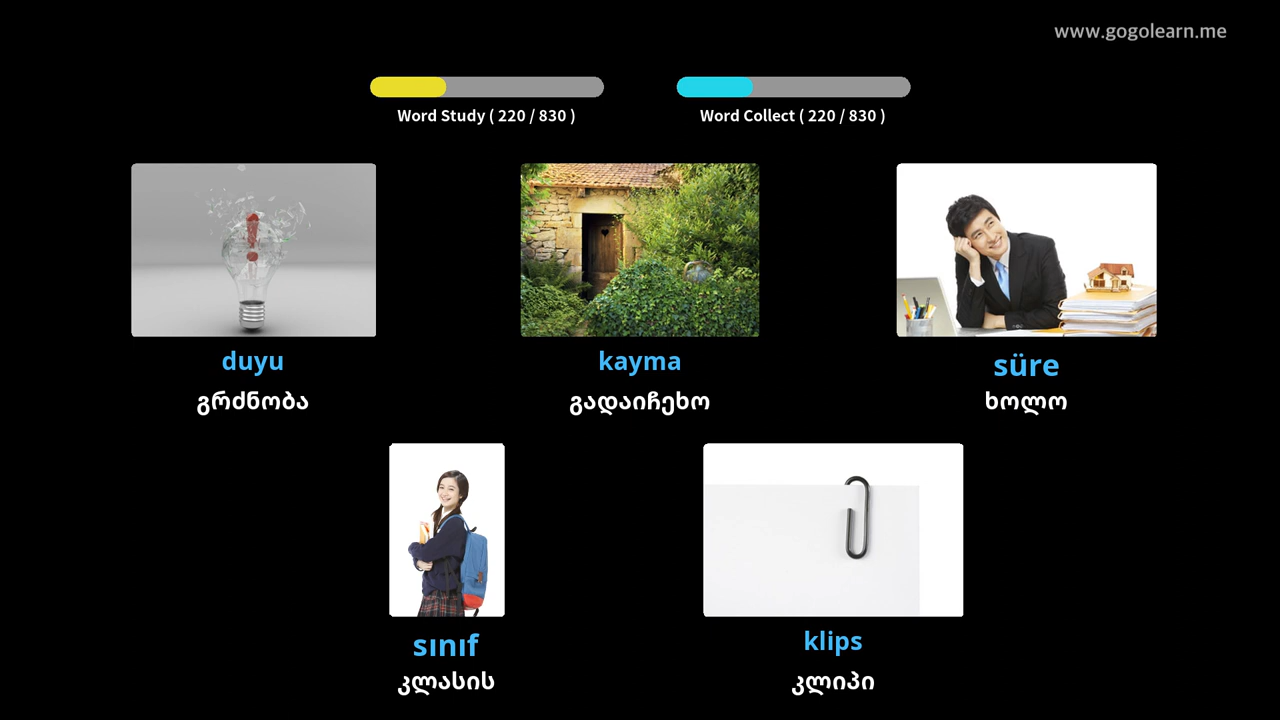 www.gogolearn.me
Word Study ( 220 / 830 )
Word Collect ( 220 / 830 )
duyu
გრძნობა
kayma
გადაიჩეხო
süre
ხოლო
sınıf
კლასის
klips
კლიპი